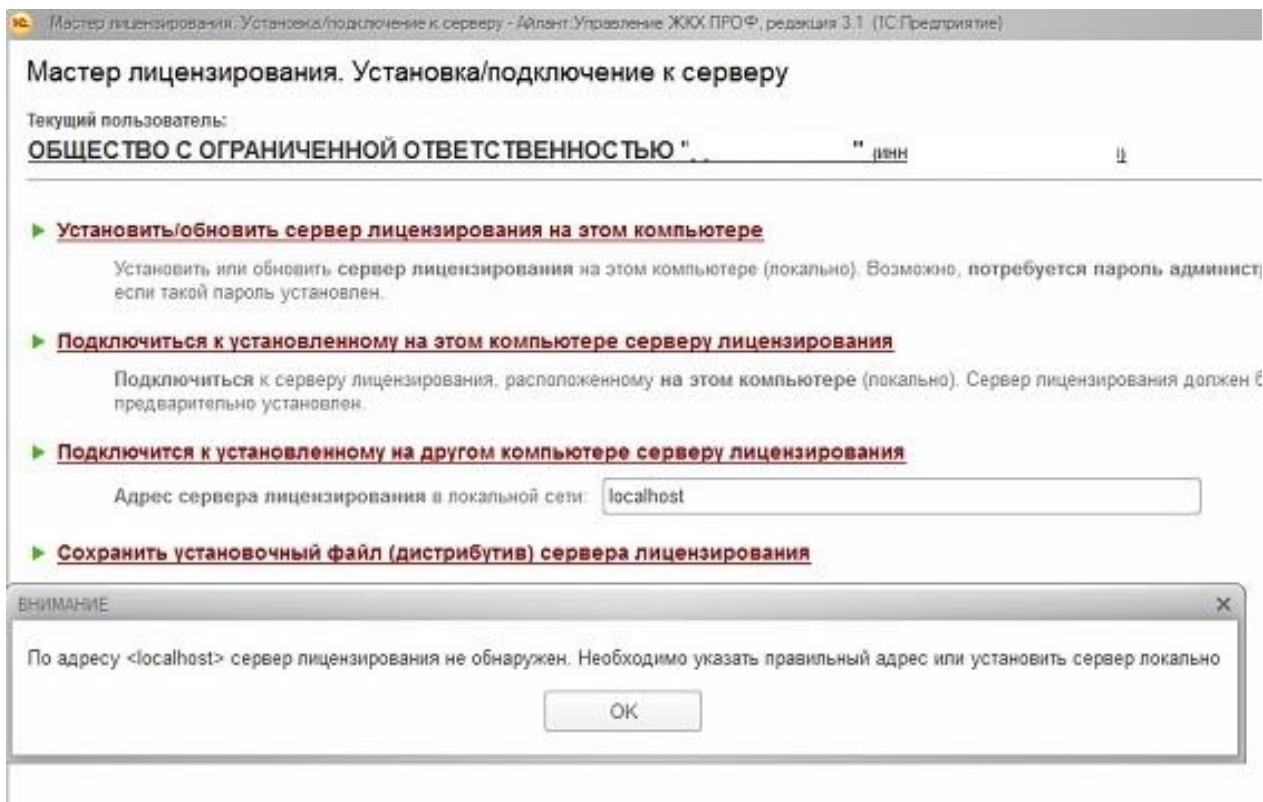 Мастер лицензирования. Установка/подключение к серверу - Айлант:Управление ЖКХ ПРОФ, редакция 3.1 (1С:Предприятие)
Мастер лицензирования. Установка/подключение к серверу
Текущий пользователь:
ОБЩЕСТВО С ОГРАНИЧЕННОЙ ОТВЕТСТВЕННОСТЬЮ " " (ИНН )
Установить/обновить сервер лицензирования на этом компьютере
Установить или обновить сервер лицензирования на этом компьютере (локально). Возможно, потребуется пароль админист
если такой пароль установлен.
Подключиться к установленному на этом компьютере серверу лицензирования
Подключиться к серверу лицензирования, расположенному на этом компьютере (локально). Сервер лицензирования должен б
предварительно установлен.
Подключится к установленному на другом компьютере серверу лицензирования
Адрес сервера лицензирования в локальной сети: localhost
Сохранить установочный файл (дистрибутив) сервера лицензирования
ВНИМАНИЕ
По адресу <localhost> сервер лицензирования не обнаружен. Необходимо указать правильный адрес или установить сервер локально
OK